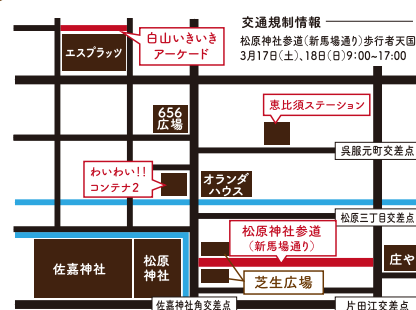 交通規制情報
松原神社参道(新馬場通り)歩行者天国
3月17日(土)、18日(日)9:00~17:00
白山いきいき
アーケード
エスプラッツ
656
広場
恵比須ステーション
呉服元町交差点
わいわい!!
コンテナ2
オランダ
ハウス
松原三丁目交差点
松原神社参道
(新馬場通り)
佐嘉神社
松原
神社
芝生広場
庄や
佐嘉神社角交差点
片田江交差点